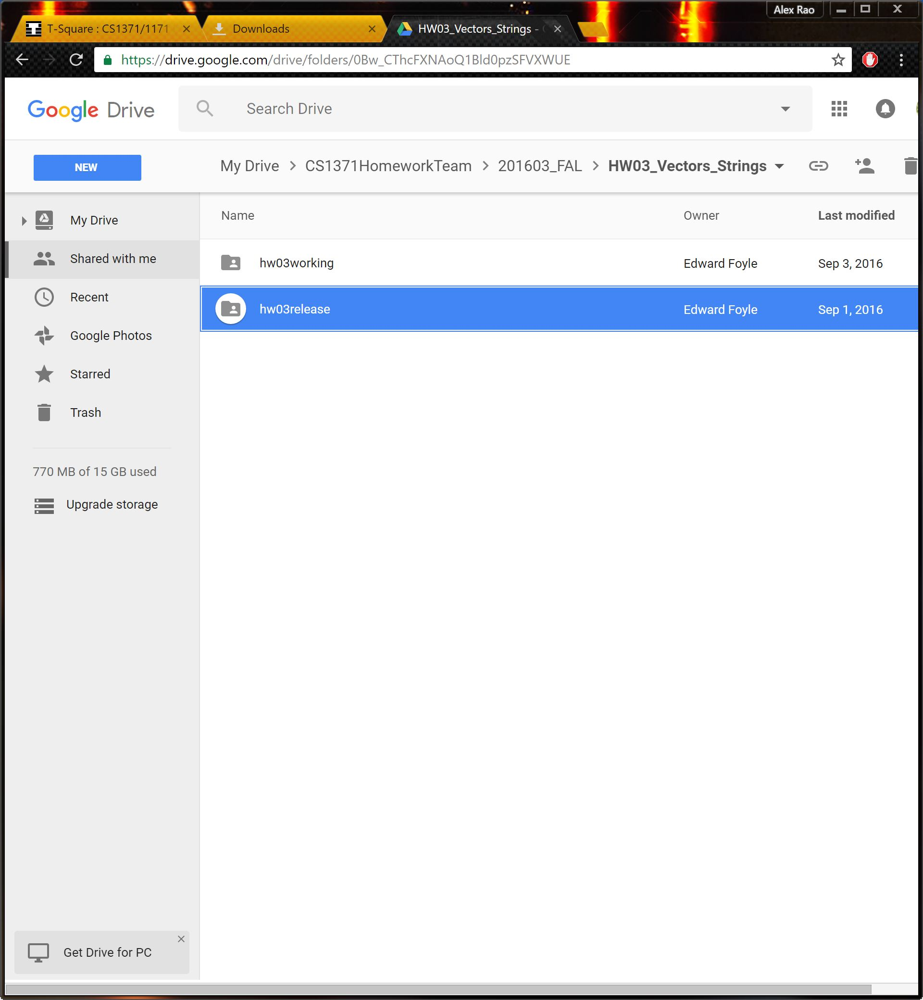 Alex Rao
T-Square : CS1371/1171
Downloads
HW03_Vectors_Strings -
https://drive.google.com/drive/folders/0Bw_CThcFXNAoQ1Bld0pzSFVXWUE
Google Drive
Search Drive
NEW
My Drive > CS1371HomeworkTeam > 201603_FAL > HW03_Vectors_Strings
Name Owner Last modified
My Drive
Shared with me
hw03working Edward Foyle Sep 3, 2016
Recent
hw03release Edward Foyle Sep 1, 2016
Google Photos
Starred
Trash
770 MB of 15 GB used
Upgrade storage
Get Drive for PC